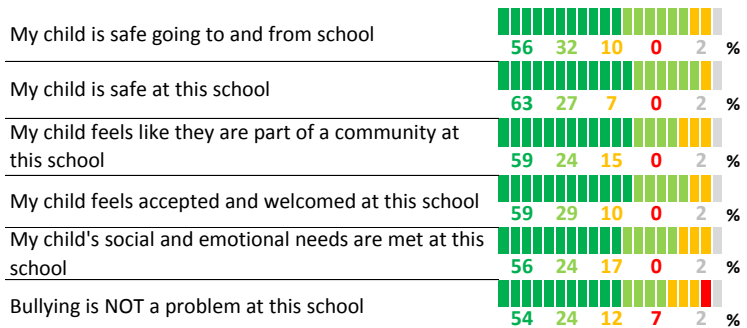 My child is safe going to and from school
56 32 10 0 2 %
My child is safe at this school
63 27 7 0 2 %
My child feels like they are part of a community at
this school
59 24 15 0 2 %
My child feels accepted and welcomed at this school
59 29 10 0 2 %
My child's social and emotional needs are met at this
school
56 24 17 0 2 %
Bullying is NOT a problem at this school
54 24 12 7 2 %